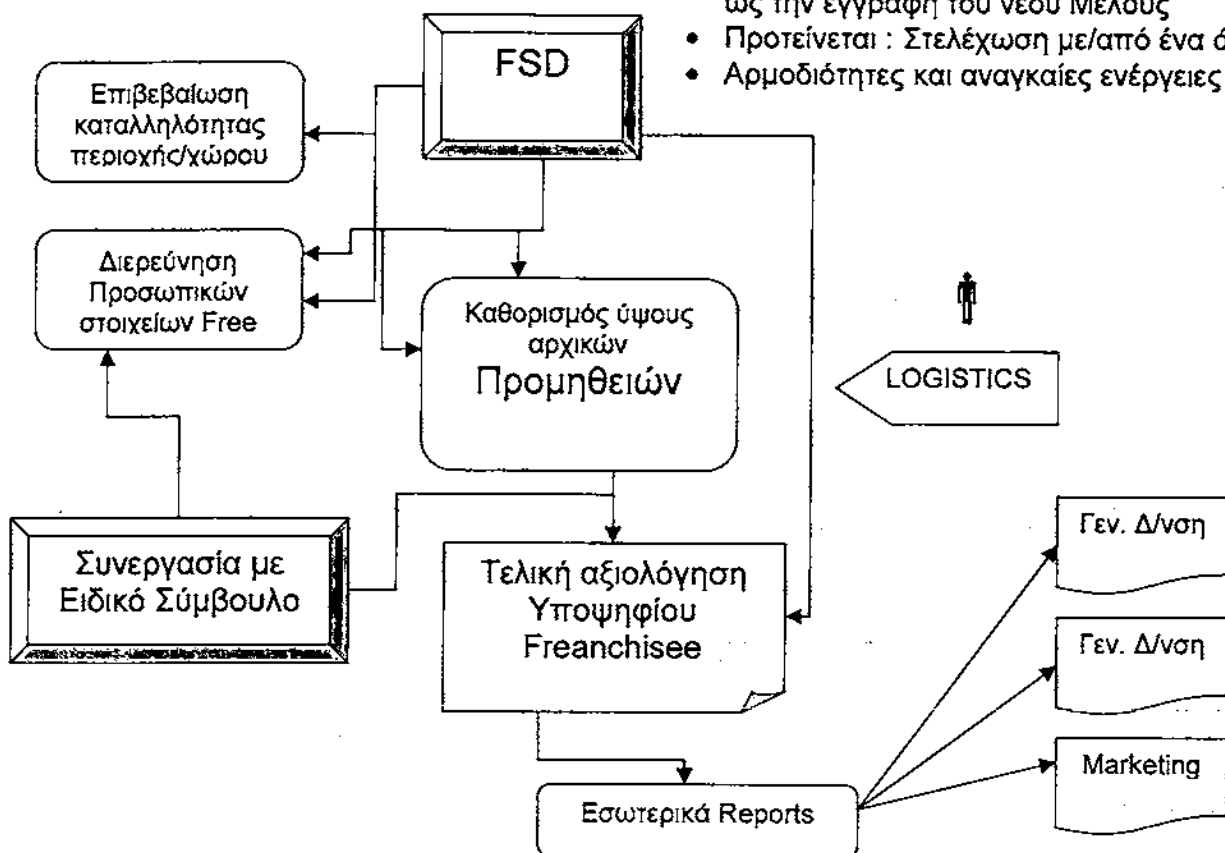 ως την εγγραφή του νέου Μέλους
• Προτείνεται : Στελέχωση με/από ένα
• Αρμοδιότητες και αναγκαίες ενέργειες
FSD
Επιβεβαίωση
καταλληλότητας
περιοχής/χώρου
Διερεύνηση
Προσωπικών
στοιχείων Free
Καθορισμός ύψους
αρχικών
Προμηθειών
LOGISTICS
Συνεργασία με
Ειδικό Σύμβουλο
Τελική αξιολόγηση
Υποψηφίου
Freanchisee
Γεν. Δ/νση
Γεν. Δ/νση
Marketing
Εσωτερικά Reports